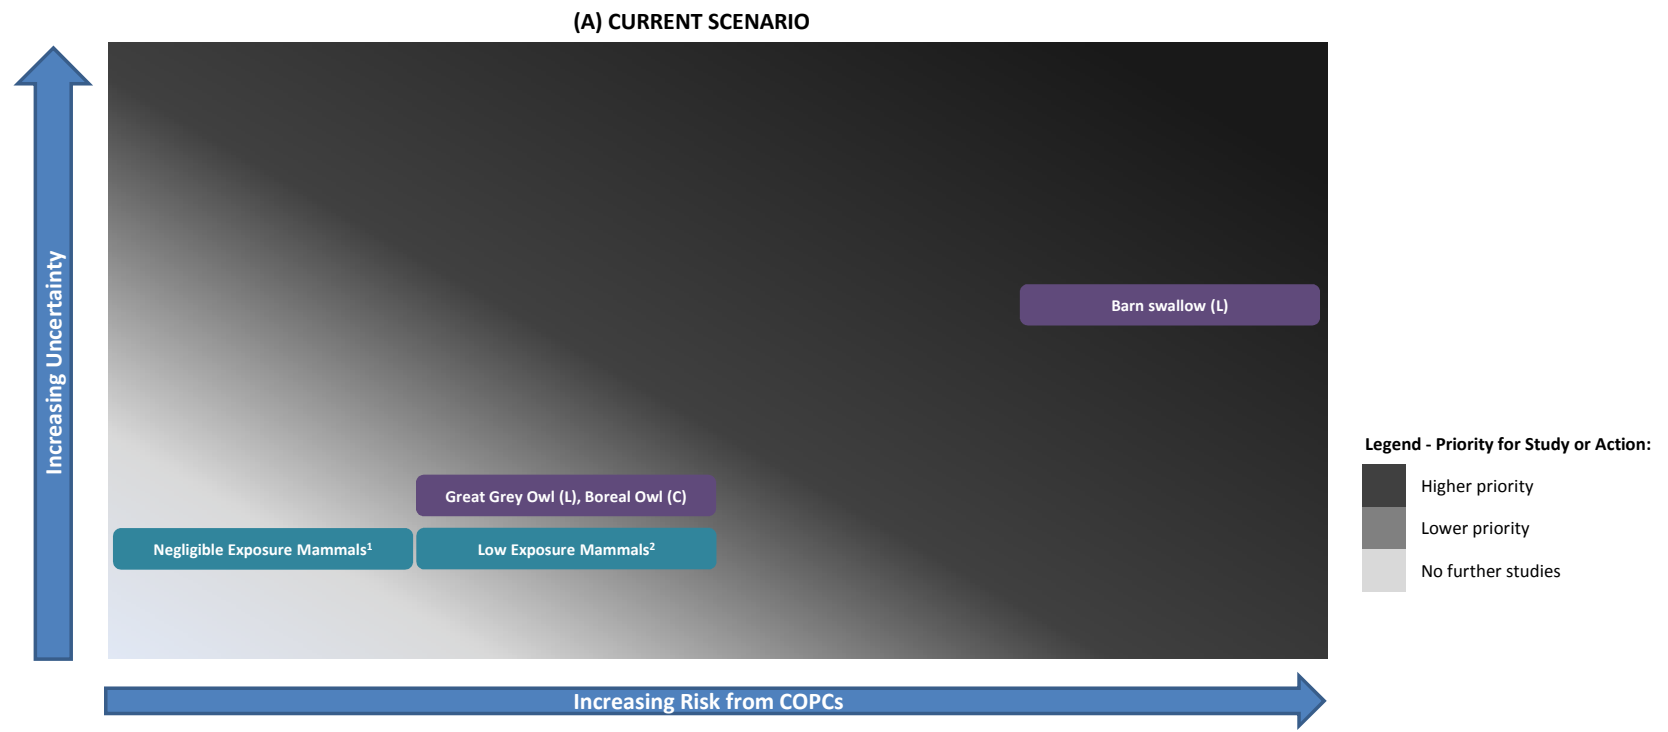 (A) CURRENT SCENARIO
Increasing Uncertainty
Barn swallow (L)
Great Grey Owl (L), Boreal Owl (C)
Negligible Exposure Mammals¹
Low Exposure Mammals²
Legend - Priority for Study or Action:
Higher priority
Lower priority
No further studies
Increasing Risk from COPCs